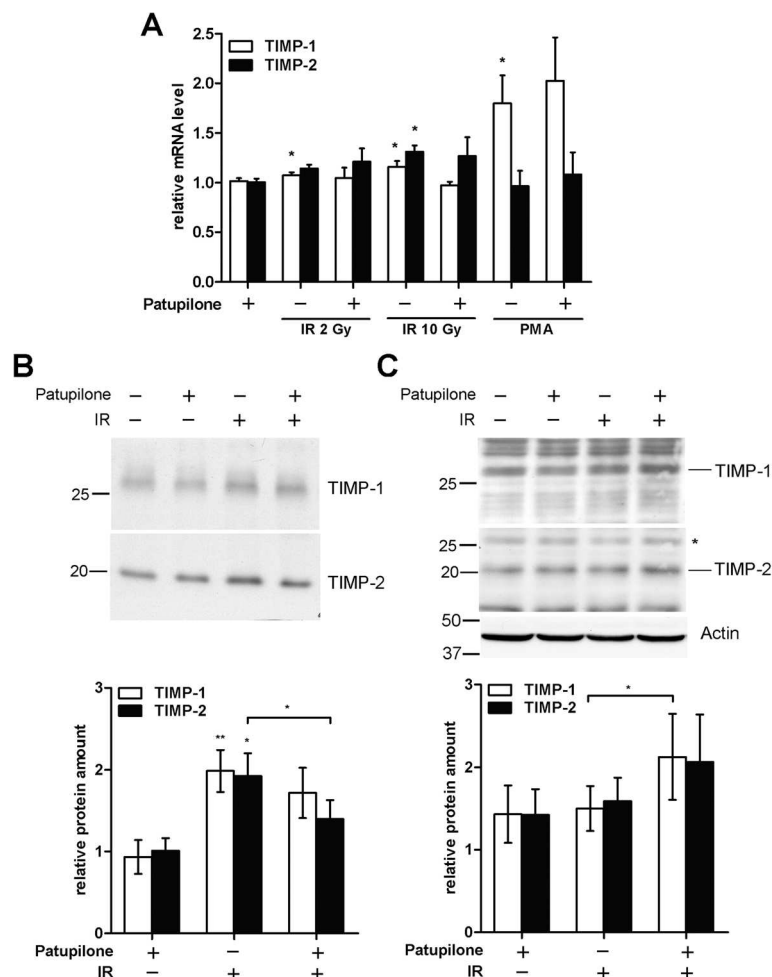 A
TIMP-1
TIMP-2
relative mRNA level
2.5
2.0
1.5
1.0
0.5
0.0
* * * *
Patupilone + − + − + − +
IR 2 Gy IR 10 Gy PMA
B
Patupilone − + − +
IR − − + +
25
TIMP-1
20
TIMP-2
TIMP-1
TIMP-2
relative protein amount
3
2
1
0
** * *
Patupilone + − +
IR − + +
C
Patupilone − + − +
IR − − + +
25
TIMP-1
25
*
20
TIMP-2
50
37
Actin
TIMP-1
TIMP-2
relative protein amount
3
2
1
0
*
Patupilone + − +
IR − + +